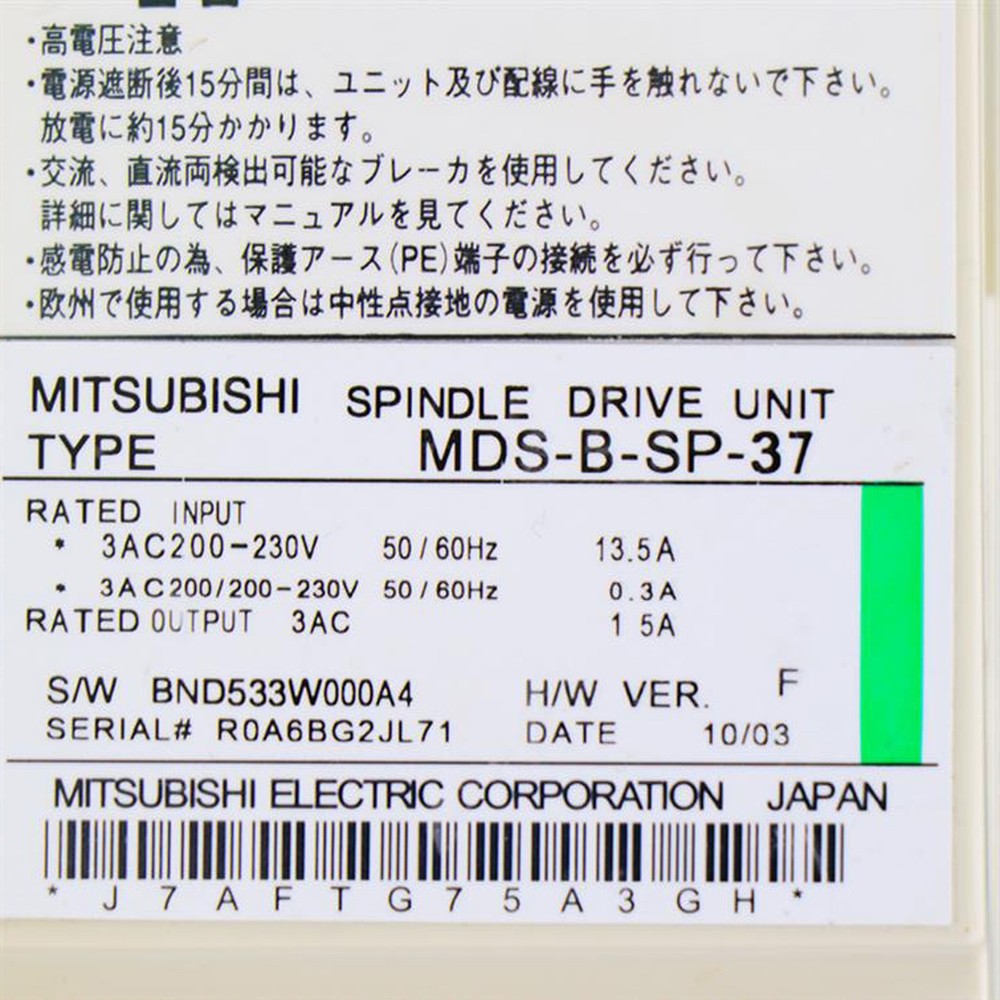 ・高電圧注意
・電源遮断後15分間は、ユニット及び配線に手を触れないで下さい。
放電に約15分かかります。
・交流、直流両検出可能なブレーカを使用してください。
詳細に関してはマニュアルを見てください。
・感電防止の為、保護アース(PE)端子の接続を必ず行って下さい。
・欧州で使用する場合は中性点接地の電源を使用して下さい。
MITSUBISHI SPINDLE DRIVE UNIT
TYPE MDS-B-SP-37
RATED INPUT
* 3AC200-230V 50/60Hz 13.5A
* 3AC200/200-230V 50/60Hz 0.3A
RATED OUTPUT 3AC 15A
S/W BND533W000A4 H/W VER. F
SERIAL# R0A6BG2JL71 DATE 10/03
MITSUBISHI ELECTRIC CORPORATION JAPAN
*J7AFTG75A3GH*